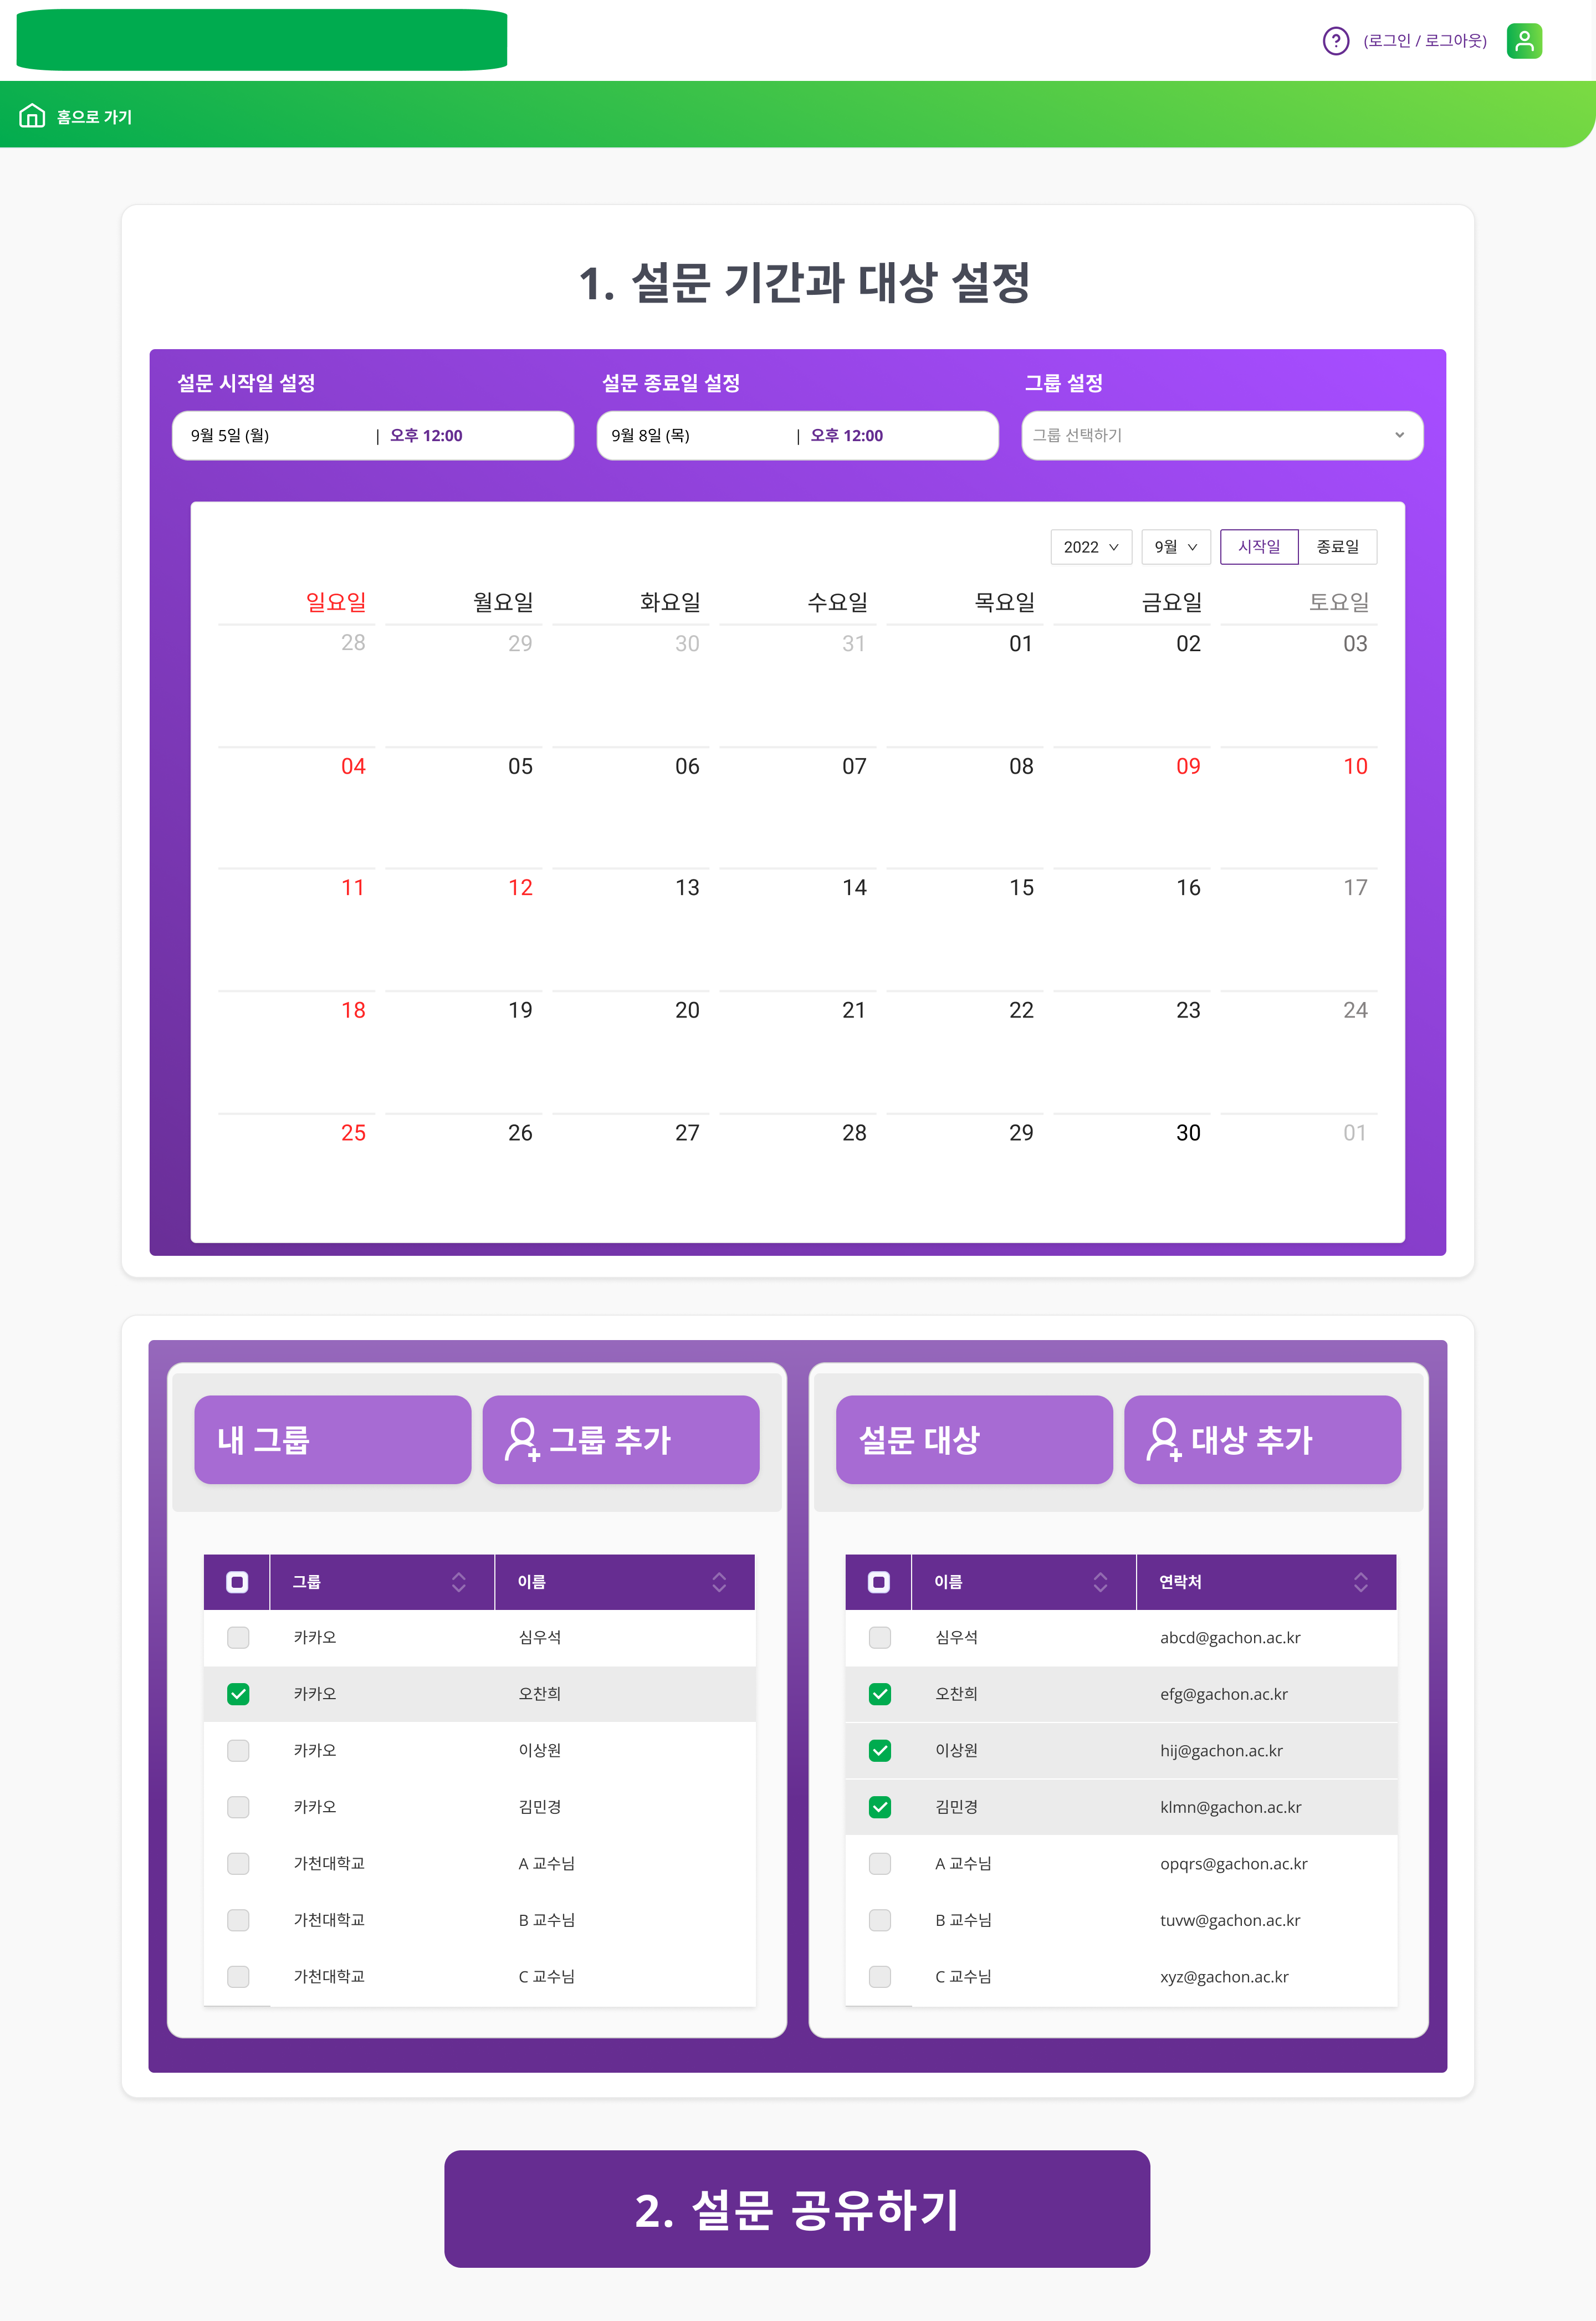 (로그인 / 로그아웃)
홈으로 가기
1. 설문 기간과 대상 설정
설문 시작일 설정 설문 종료일 설정 그룹 설정
9월 5일 (월) | 오후 12:00 9월 8일 (목) | 오후 12:00 그룹 선택하기
2022 9월 시작일 종료일
일요일 월요일 화요일 수요일 목요일 금요일 토요일
28 29 30 31 01 02 03
04 05 06 07 08 09 10
11 12 13 14 15 16 17
18 19 20 21 22 23 24
25 26 27 28 29 30 01
내 그룹 그룹 추가
그룹 이름
카카오 심우석
카카오 오찬희
카카오 이상원
카카오 김민경
가천대학교 A 교수님
가천대학교 B 교수님
가천대학교 C 교수님
설문 대상 대상 추가
이름 연락처
심우석 abcd@gachon.ac.kr
오찬희 efg@gachon.ac.kr
이상원 hij@gachon.ac.kr
김민경 klmn@gachon.ac.kr
A 교수님 opqrs@gachon.ac.kr
B 교수님 tuvw@gachon.ac.kr
C 교수님 xyz@gachon.ac.kr
2. 설문 공유하기